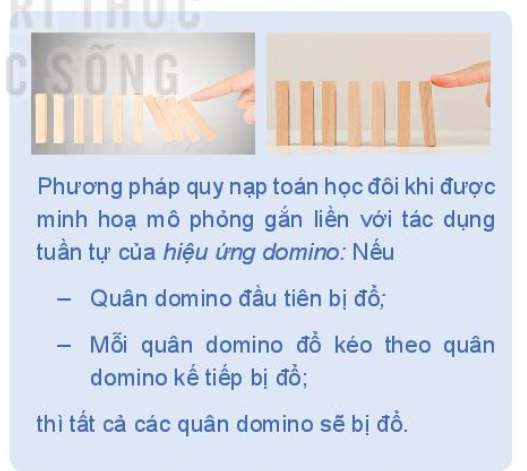 TRI THỨC
C SỐNG
Phương pháp quy nạp toán học đôi khi được
minh hoạ mô phỏng gắn liền với tác dụng
tuần tự của hiệu ứng domino: Nếu
– Quân domino đầu tiên bị đổ;
– Mỗi quân domino đổ kéo theo quân
domino kế tiếp bị đổ;
thì tất cả các quân domino sẽ bị đổ.